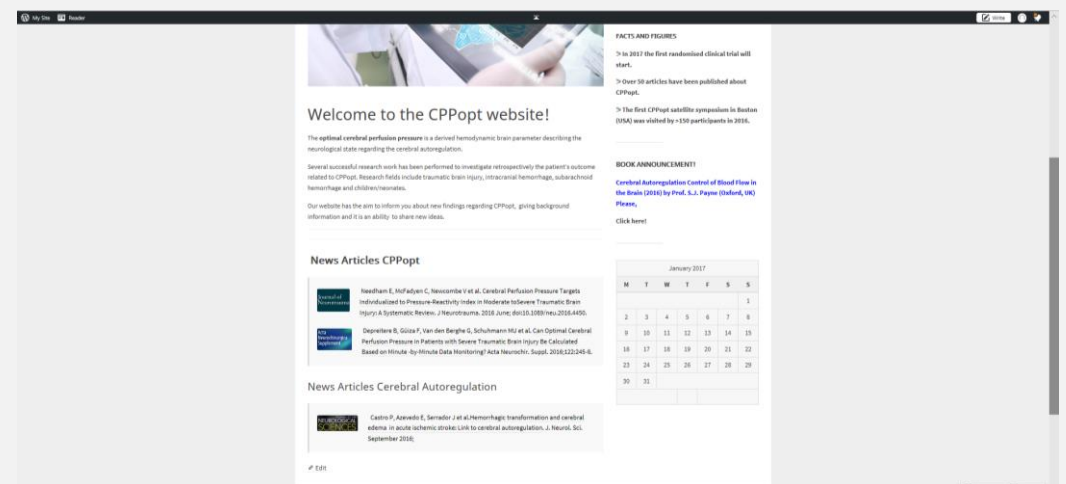 My Site Reader
Write
Welcome to the CPPopt website!
The optimal cerebral perfusion pressure is a derived hemodynamic brain parameter describing the
neurological state regarding the cerebral autoregulation.
Several successful research work has been performed to investigate retrospectively the patient's outcome
related to CPPopt. Research fields include traumatic brain injury, intracranial hemorrhage, subarachnoid
hemorrhage and children/neonates.
Our website has the aim to inform you about new findings regarding CPPopt, giving background
information and it is an ability to share new ideas.
News Articles CPPopt
Journal of
Neurotrauma
Needham E, McFadyen C, Newcombe V et al. Cerebral Perfusion Pressure Targets
Individualized to Pressure-Reactivity Index in Moderate toSevere Traumatic Brain
Injury: A Systematic Review. J Neurotrauma. 2016 June; doi:10.1089/neu.2016.4450.
Acta
Neurochirurgica
Supplement
Depreitere B, Güiza F, Van den Berghe G, Schuhmann MU et al. Can Optimal Cerebral
Perfusion Pressure in Patients with Severe Traumatic Brain Injury Be Calculated
Based on Minute -by-Minute Data Monitoring? Acta Neurochir. Suppl. 2016;122:245-8.
News Articles Cerebral Autoregulation
NEUROLOGICAL
SCIENCES
Castro P, Azevedo E, Serrador J et al.Hemorrhagic transformation and cerebral
edema in acute ischemic stroke: Link to cerebral autoregulation. J. Neurol. Sci.
September 2016;
Edit
FACTS AND FIGURES
> In 2017 the first randomised clinical trial will
start.
> Over 50 articles have been published about
CPPopt.
> The first CPPopt satellite symposium in Boston
(USA) was visited by +150 participants in 2016.
BOOK ANNOUNCEMENT!
Cerebral Autoregulation Control of Blood Flow in
the Brain (2016) by Prof. S.J. Payne (Oxford, UK)
Please,
Click here!
January 2017
M T W T F S S
1
2 3 4 5 6 7 8
9 10 11 12 13 14 15
16 17 18 19 20 21 22
23 24 25 26 27 28 29
30 31